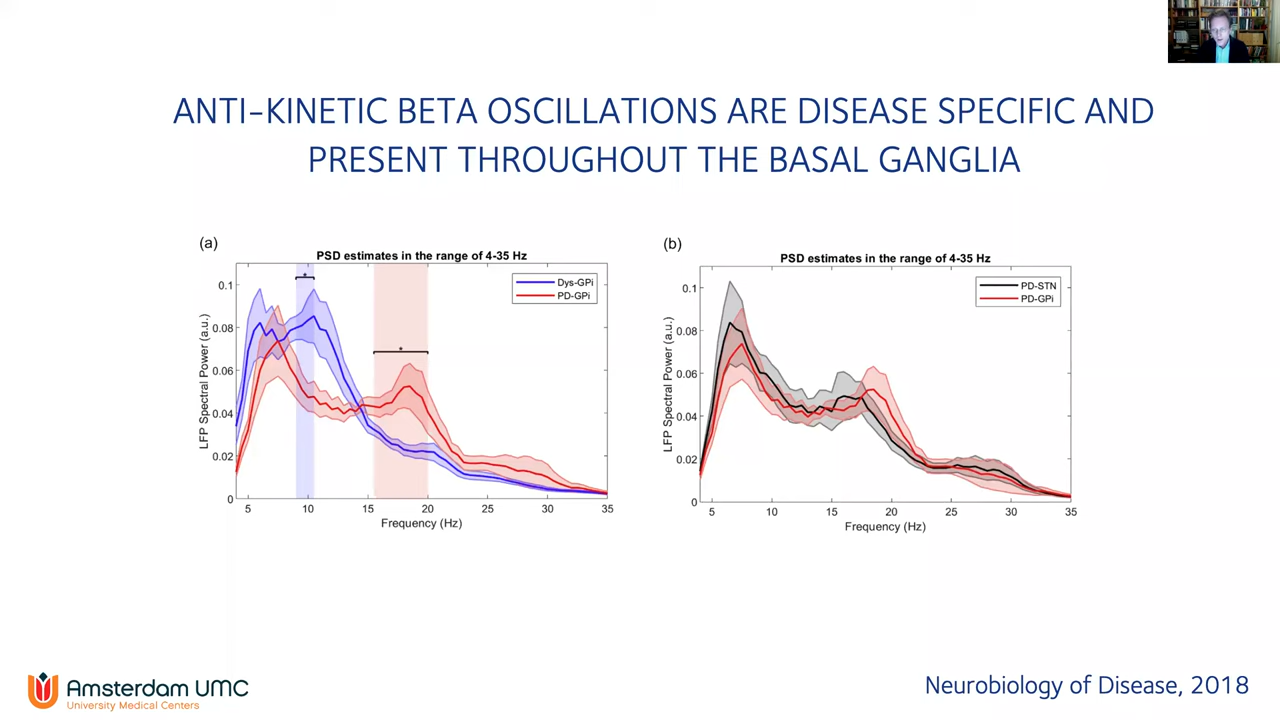 ANTI-KINETIC BETA OSCILLATIONS ARE DISEASE SPECIFIC AND
PRESENT THROUGHOUT THE BASAL GANGLIA
(a)
PSD estimates in the range of 4-35 Hz
LFP Spectral Power (a.u.)
0.1
0.08
0.06
0.04
0.02
0
*
*
Dys-GPi
PD-GPi
5 10 15 20 25 30 35
Frequency (Hz)
(b)
PSD estimates in the range of 4-35 Hz
LFP Spectral Power (a.u.)
0.1
0.08
0.06
0.04
0.02
0
PD-STN
PD-GPi
5 10 15 20 25 30 35
Frequency (Hz)
Amsterdam UMC
University Medical Centers
Neurobiology of Disease, 2018